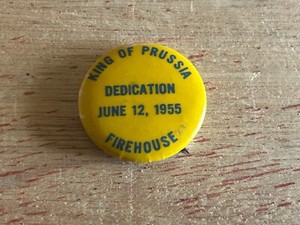 KING OF PRUSSIA
DEDICATION
JUNE 12, 1955
FIREHOUSE